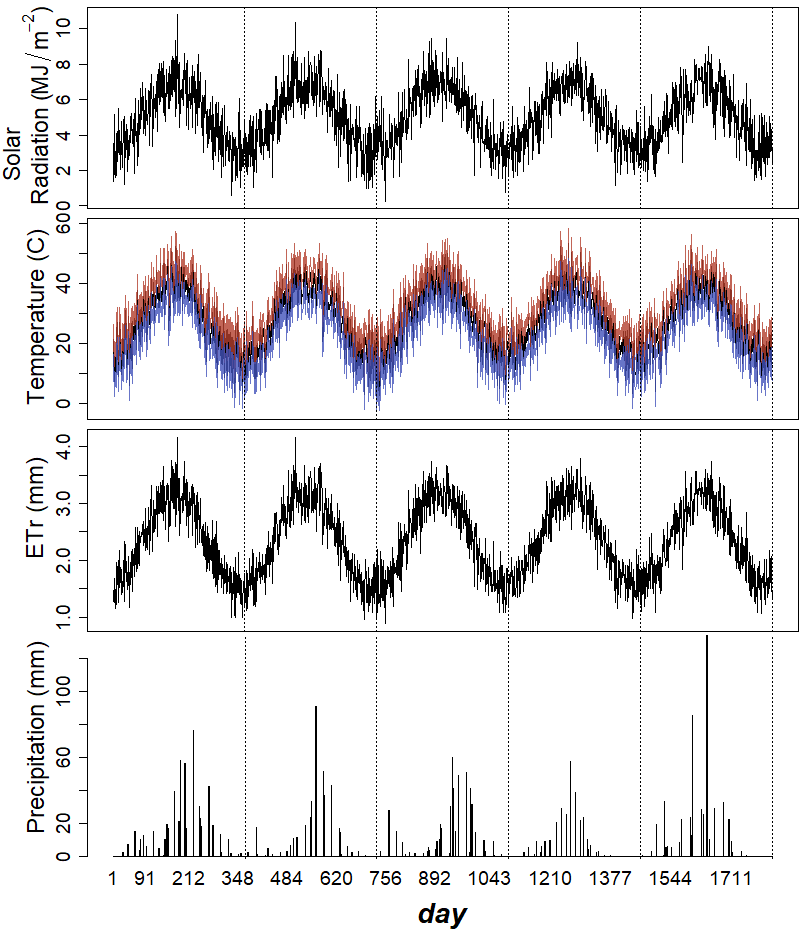 Solar
Radiation (MJ/m⁻²)
10
8
6
4
2
0
Temperature (C)
600
40
20
0
ETr (mm)
4.0
3.0
2.0
1.0
Precipitation (mm)
100
60
20
0
1 91 212 348 484 620 756 892 1043 1210 1377 1544 1711
day